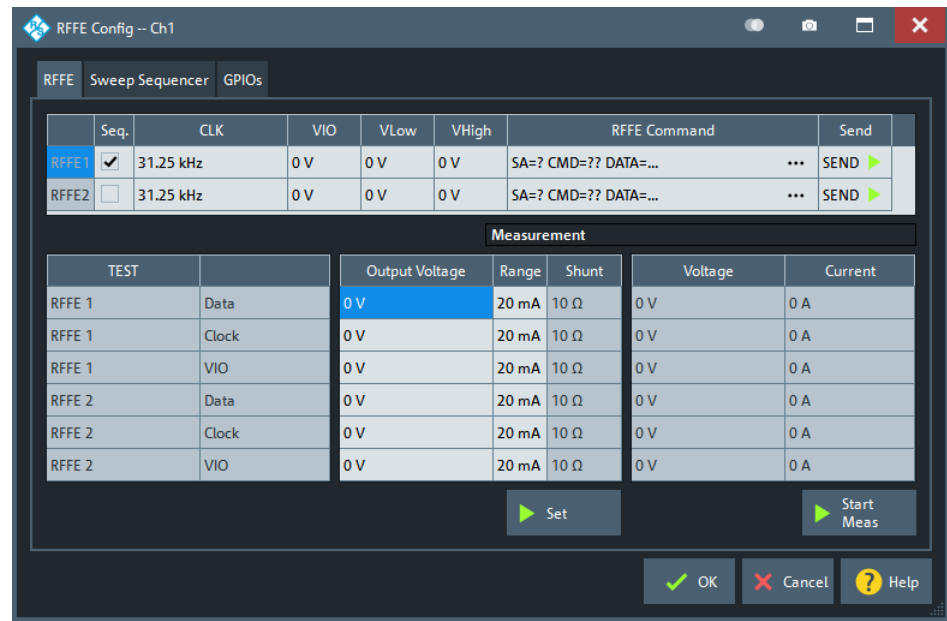 RFFE Config -- Ch1
RFFE Sweep Sequencer GPIOs
Seq. CLK VIO VLow VHigh RFFE Command Send
RFFE1 31.25 kHz 0 V 0 V 0 V SA=? CMD=?? DATA=... ••• SEND
RFFE2 31.25 kHz 0 V 0 V 0 V SA=? CMD=?? DATA=... ••• SEND
Measurement
TEST Output Voltage Range Shunt Voltage Current
RFFE 1 Data 0 V 20 mA 10 Ω 0 V 0 A
RFFE 1 Clock 0 V 20 mA 10 Ω 0 V 0 A
RFFE 1 VIO 0 V 20 mA 10 Ω 0 V 0 A
RFFE 2 Data 0 V 20 mA 10 Ω 0 V 0 A
RFFE 2 Clock 0 V 20 mA 10 Ω 0 V 0 A
RFFE 2 VIO 0 V 20 mA 10 Ω 0 V 0 A
Set Start
Meas
OK Cancel ? Help